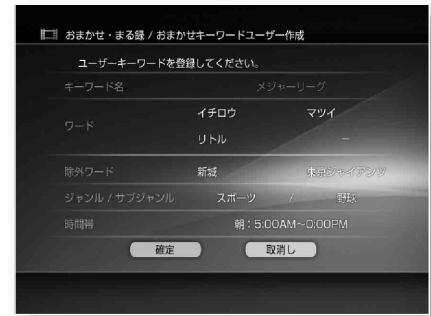 おまかせ・まる録 / おまかせキーワードユーザー作成
ユーザーキーワードを登録してください。
キーワード名 メジャーリーグ
ワード イチロウ マツイ
リトル －
除外ワード 新城 東京ジャイアンツ
ジャンル / サブジャンル スポーツ / 野球
時間帯 朝：5:00AM~0:00PM
確定 取消し